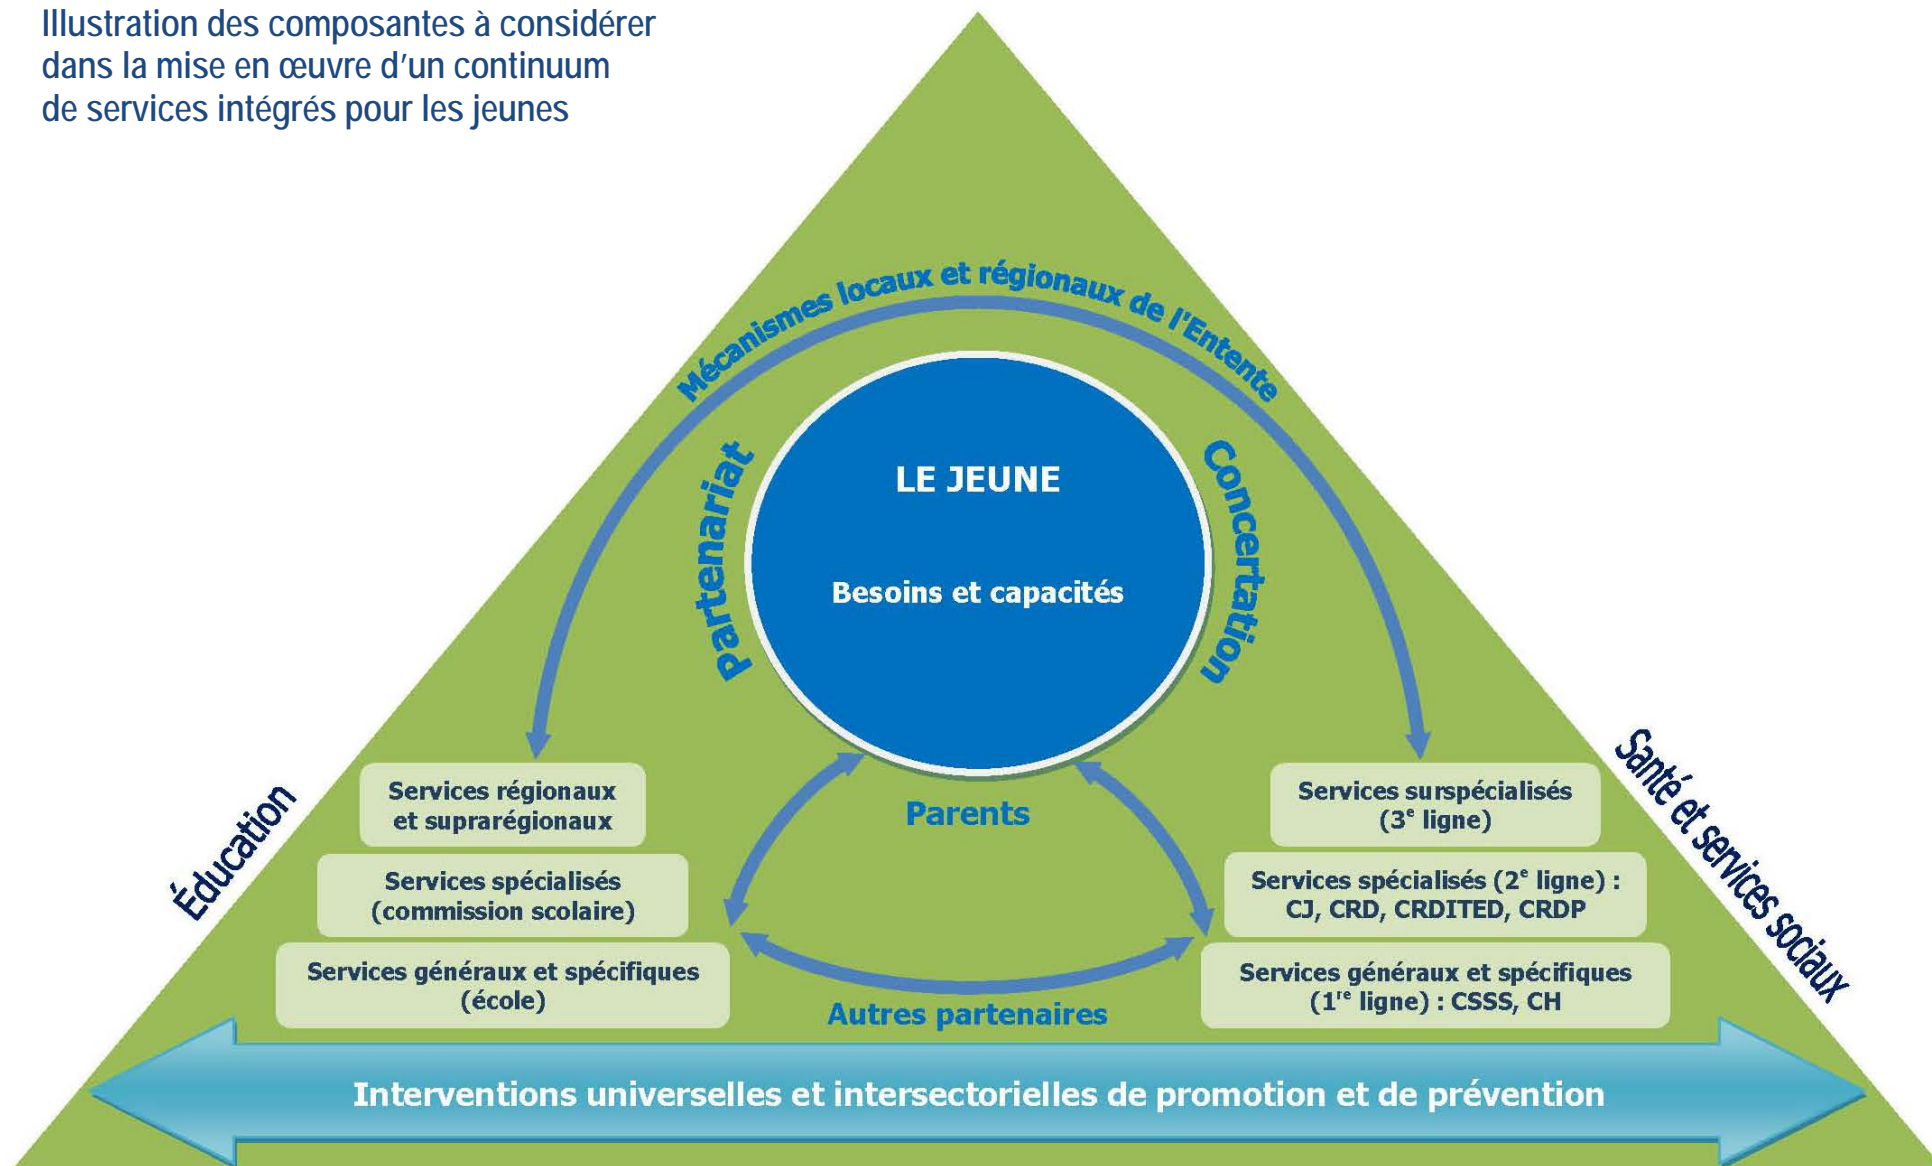 Illustration des composantes à considérer
dans la mise en œuvre d'un continuum
de services intégrés pour les jeunes
Mécanismes locaux et régionaux de l'Entente
Partenariat
Concertation
LE JEUNE
Besoins et capacités
Parents
Autres partenaires
Éducation
Services régionaux
et suprarégionaux
Services spécialisés
(commission scolaire)
Services généraux et spécifiques
(école)
Santé et services sociaux
Services surspécialisés
(3e ligne)
Services spécialisés (2e ligne) :
CJ, CRD, CRDITED, CRDP
Services généraux et spécifiques
(1re ligne) : CSSS, CH
Interventions universelles et intersectorielles de promotion et de prévention